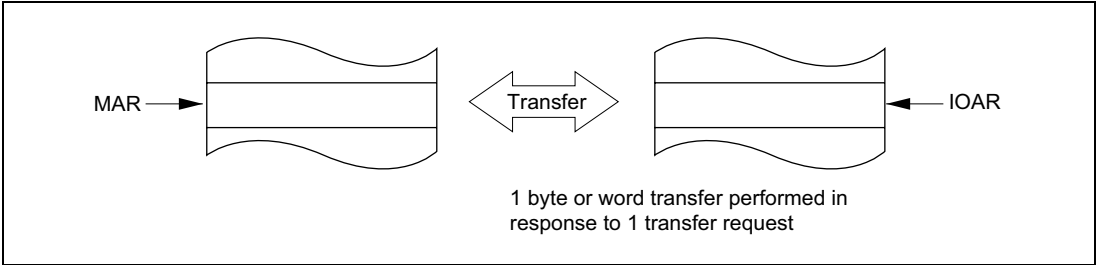 MAR
Transfer
IOAR
1 byte or word transfer performed in
response to 1 transfer request